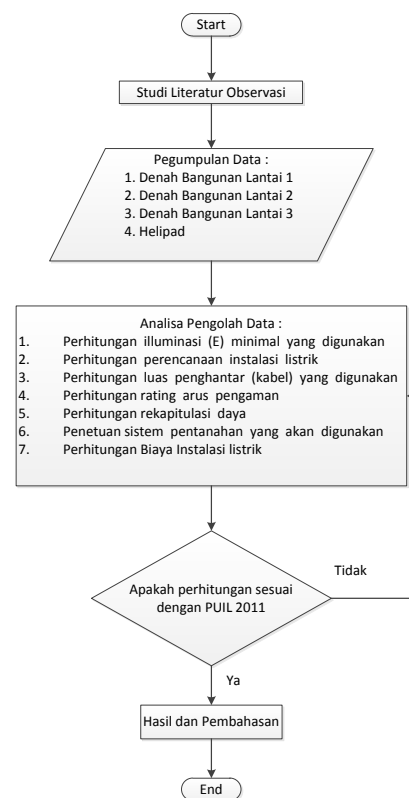 Start
Studi Literatur Observasi
Pegumpulan Data :
1. Denah Bangunan Lantai 1
2. Denah Bangunan Lantai 2
3. Denah Bangunan Lantai 3
4. Helipad
Analisa Pengolah Data :
1. Perhitungan illuminasi (E) minimal yang digunakan
2. Perhitungan perencanaan instalasi listrik
3. Perhitungan luas penghantar (kabel) yang digunakan
4. Perhitungan rating arus pengaman
5. Perhitungan rekapitulasi daya
6. Penetuan sistem pentanahan yang akan digunakan
7. Perhitungan Biaya Instalasi listrik
Apakah perhitungan sesuai
dengan PUIL 2011
Tidak
Ya
Hasil dan Pembahasan
End